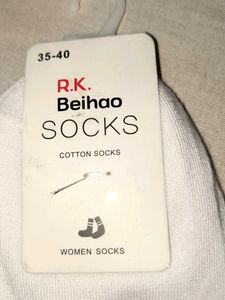 35-40
R.K.
Beihao
SOCKS
COTTON SOCKS
WOMEN SOCKS